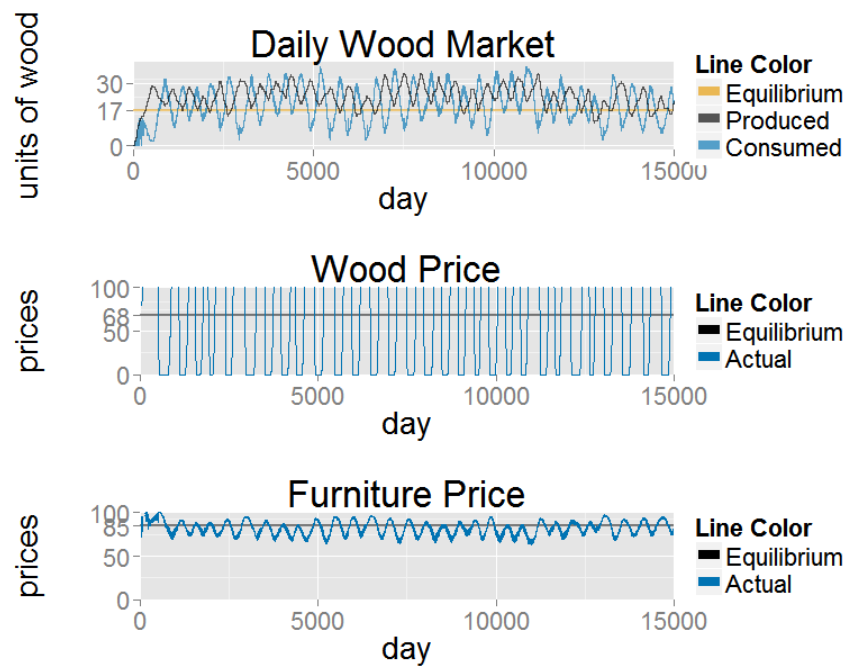 Daily Wood Market
units of wood
30
17
0
0 5000 10000 15000
day
Line Color
Equilibrium
Produced
Consumed
Wood Price
prices
100
68
50
0
0 5000 10000 15000
day
Line Color
Equilibrium
Actual
Furniture Price
prices
100
85
50
0
0 5000 10000 15000
day
Line Color
Equilibrium
Actual